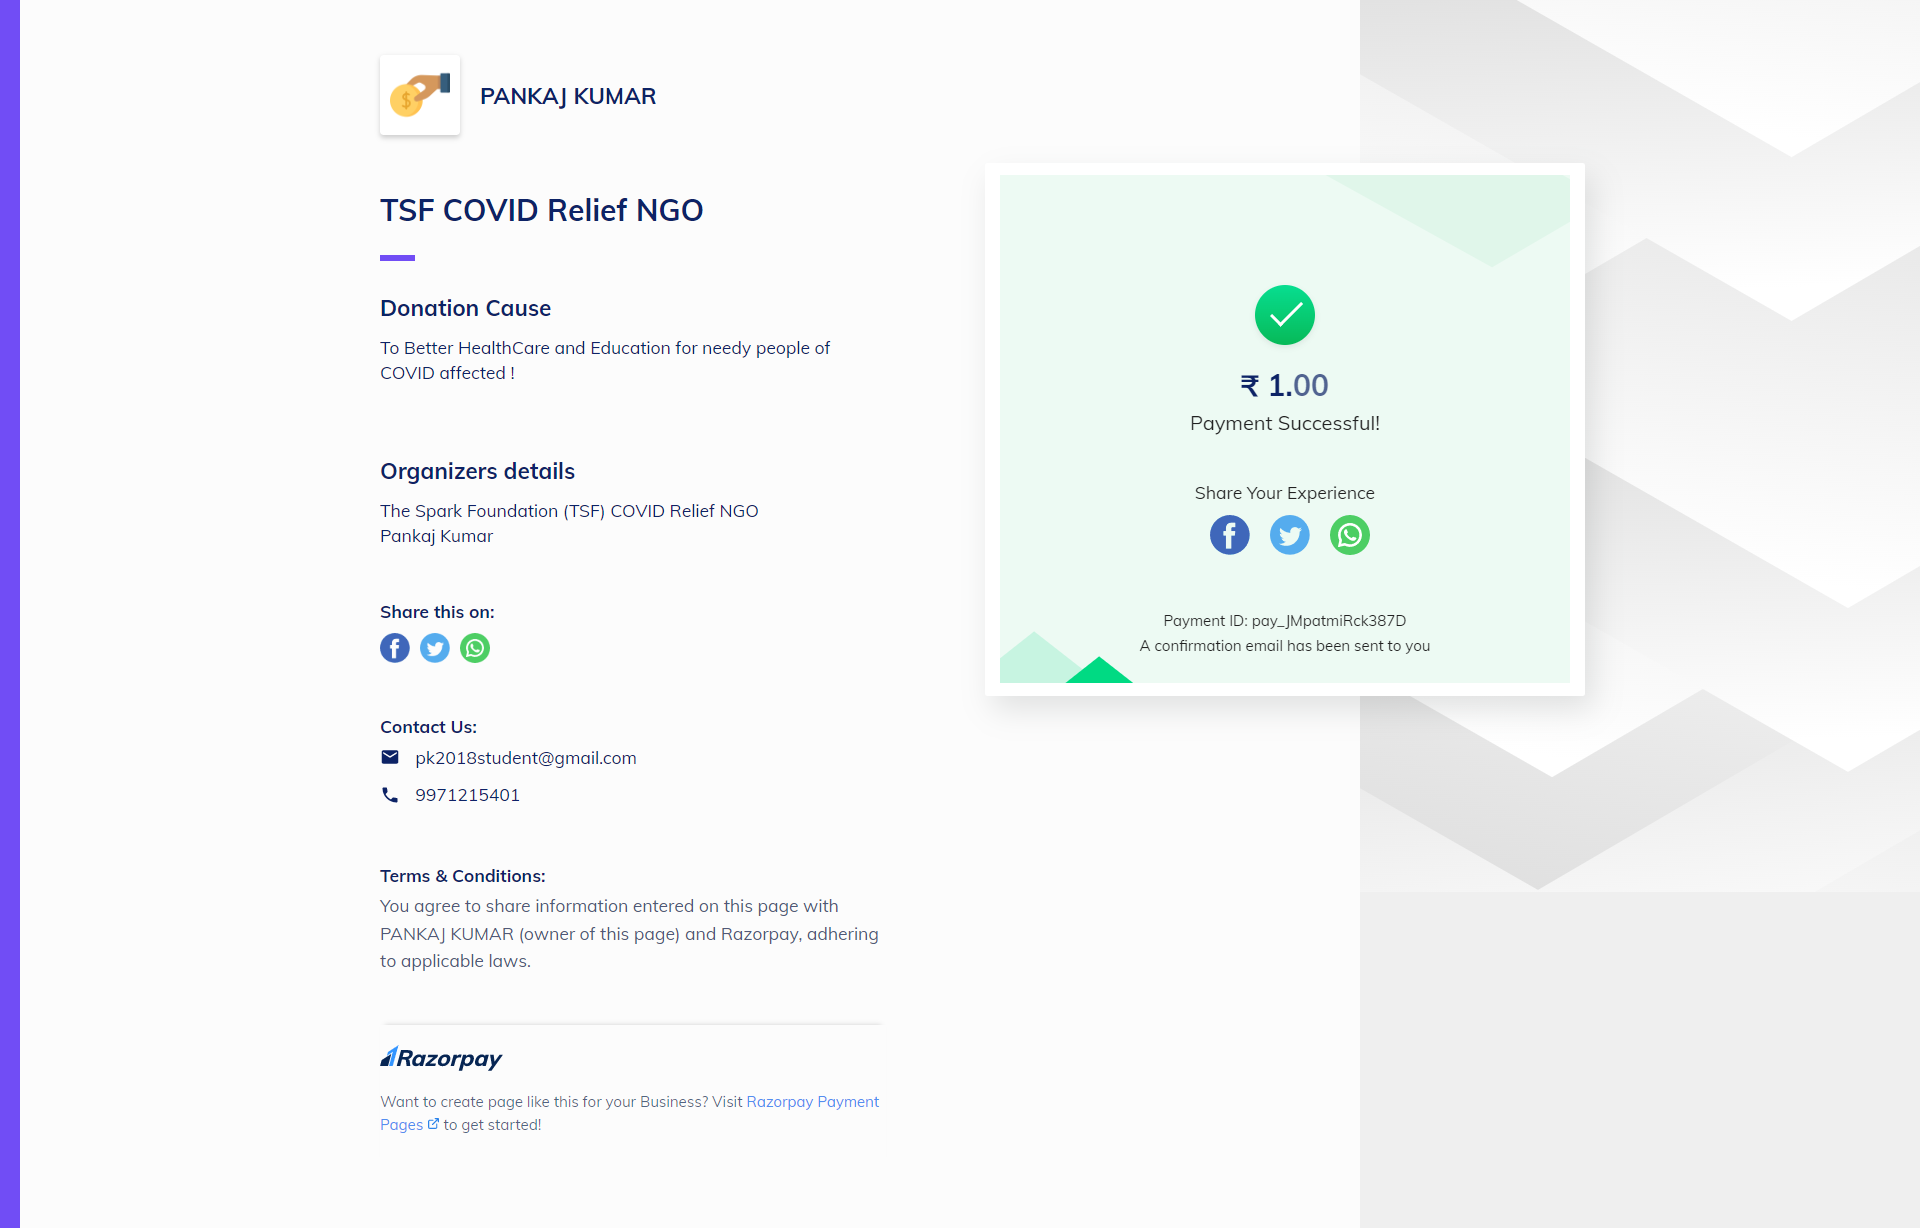 PANKAJ KUMAR
TSF COVID Relief NGO
Donation Cause
To Better HealthCare and Education for needy people of
COVID affected !
Organizers details
The Spark Foundation (TSF) COVID Relief NGO
Pankaj Kumar
Share this on:
Contact Us:
pk2018student@gmail.com
9971215401
Terms & Conditions:
You agree to share information entered on this page with
PANKAJ KUMAR (owner of this page) and Razorpay, adhering
to applicable laws.
Razorpay
Want to create page like this for your Business? Visit Razorpay Payment
Pages to get started!
₹ 1.00
Payment Successful!
Share Your Experience
Payment ID: pay_JMpatmiRck387D
A confirmation email has been sent to you